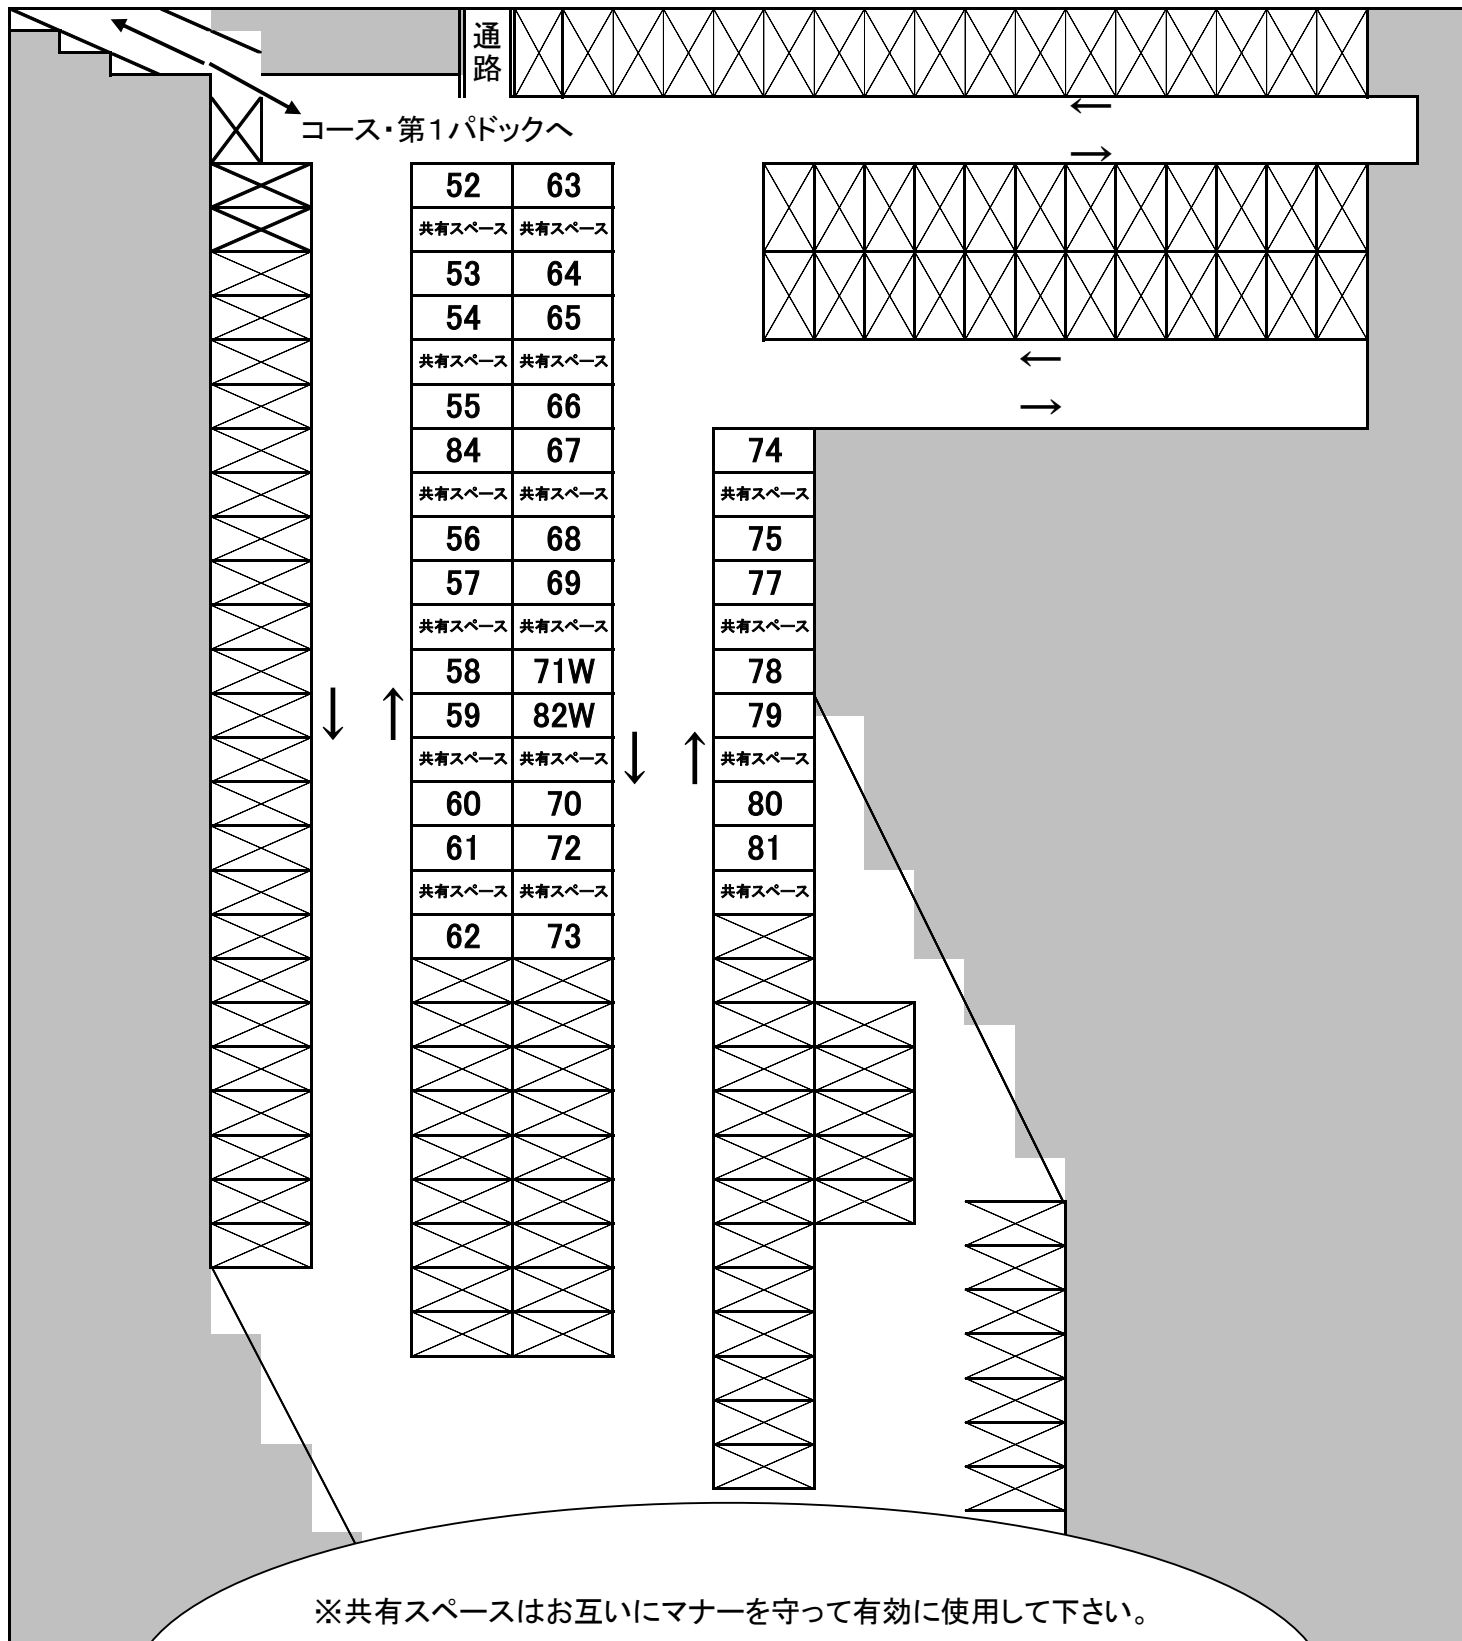 通路
← 
コース・第１パドックへ
→
52 63
共有スペース 共有スペース
53 64
54 65
←
共有スペース 共有スペース
55 66
→
84 67 74
共有スペース 共有スペース 共有スペース
56 68 75
57 69 77
共有スペース 共有スペース 共有スペース
58 71W 78
↓ ↑ 59 82W 79
共有スペース 共有スペース ↓ ↑ 共有スペース
60 70 80
61 72 81
共有スペース 共有スペース 共有スペース
62 73
※共有スペースはお互いにマナーを守って有効に使用して下さい。